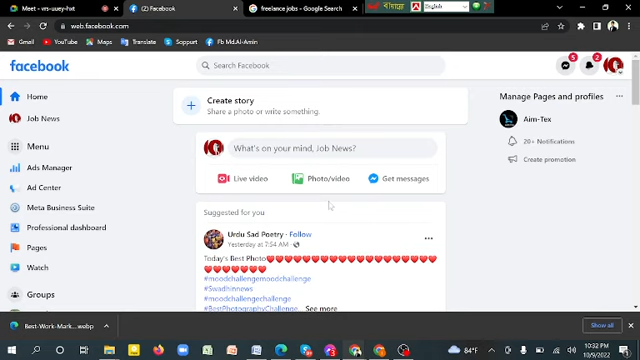 Meet - vrs-uuey-hvt
(2) Facebook
freelance jobs - Google Search
English
web.facebook.com
Gmail
YouTube
Maps
Translate
Support
Fb Md.Al-Amin
facebook
Search Facebook
5
2
Home
Job News
Menu
Ads Manager
Ad Center
Meta Business Suite
Professional dashboard
Pages
Watch
Groups
Create story
Share a photo or write something.
What's on your mind, Job News?
Live video
Photo/video
Get messages
Suggested for you
Urdu Sad Poetry · Follow
Yesterday at 7:54 AM ·
Today's Best Photo❤❤❤❤❤❤❤❤❤❤❤❤❤❤❤❤❤
❤❤❤❤❤❤❤
#moodchallengemoodchallenge
#Swadhinnews
#moodchallengechallenge
#BestPhotographyChallenge... See more
Manage Pages and profiles
Aim-Tex
20+ Notifications
Create promotion
Best-Work-Mark....webp
Show all
84°F
10:32 PM
10/9/2022